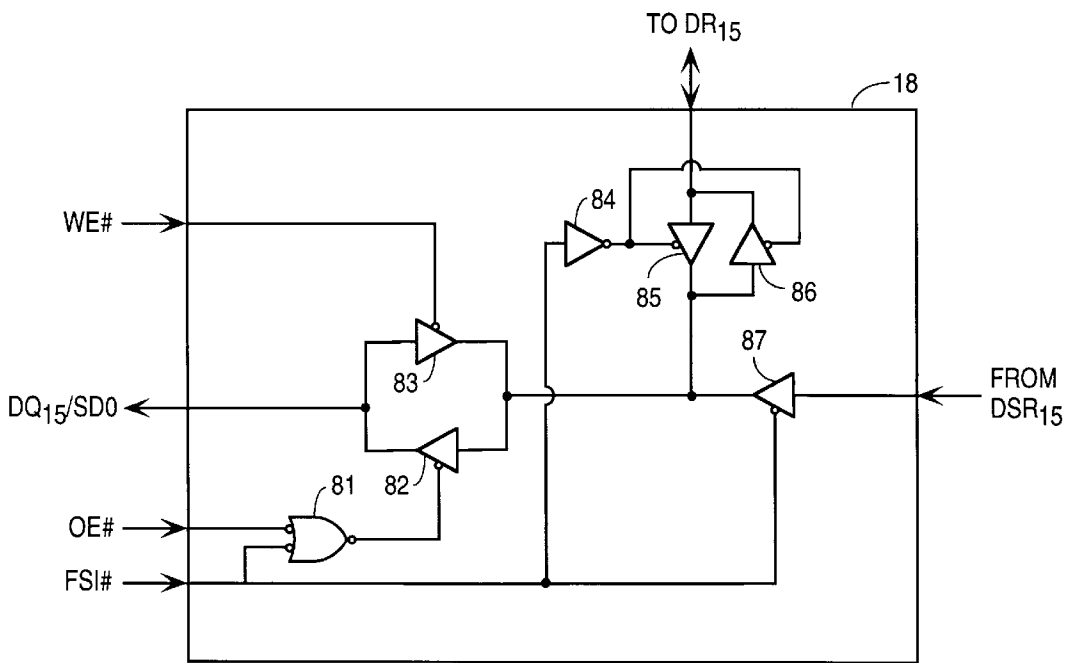 TO DR15
18
WE#
84
85
86
83
87
DQ15/SD0
FROM
DSR15
82
81
OE#
FSI#